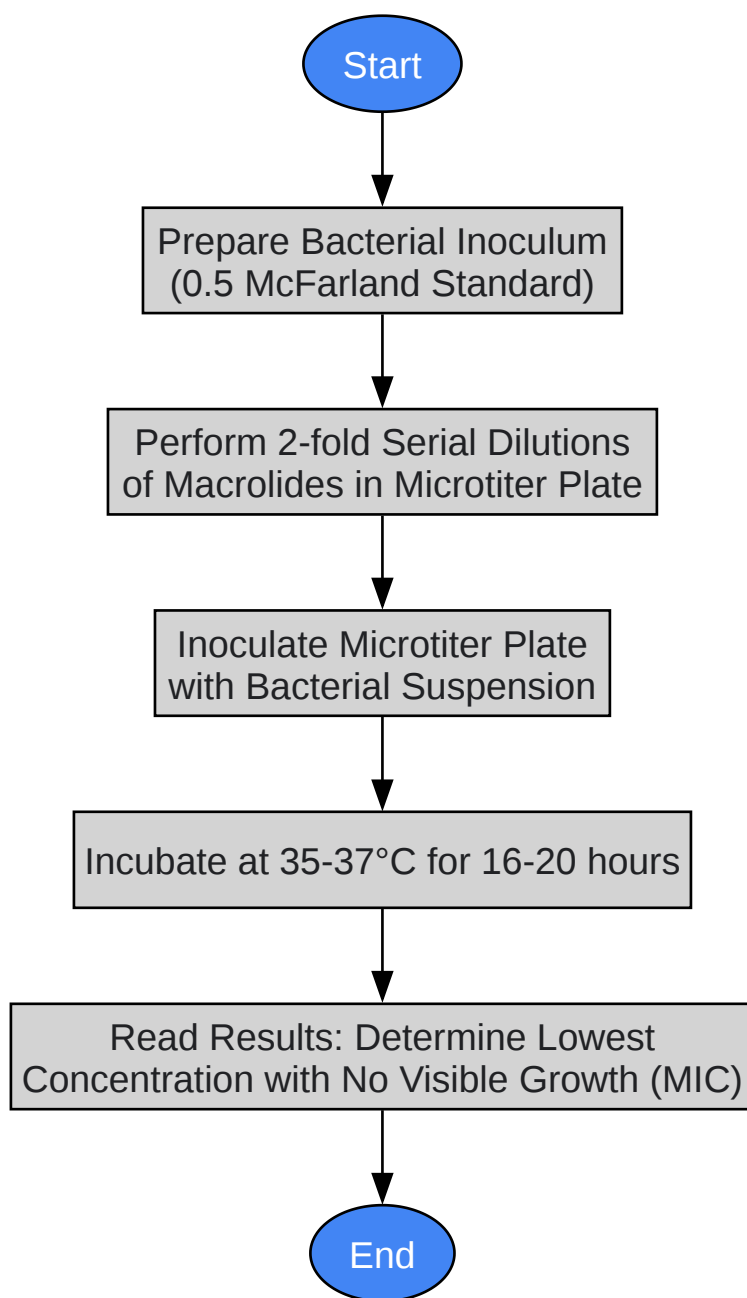 Start
Prepare Bacterial Inoculum
(0.5 McFarland Standard)
Perform 2-fold Serial Dilutions
of Macrolides in Microtiter Plate
Inoculate Microtiter Plate
with Bacterial Suspension
Incubate at 35-37°C for 16-20 hours
Read Results: Determine Lowest
Concentration with No Visible Growth (MIC)
End